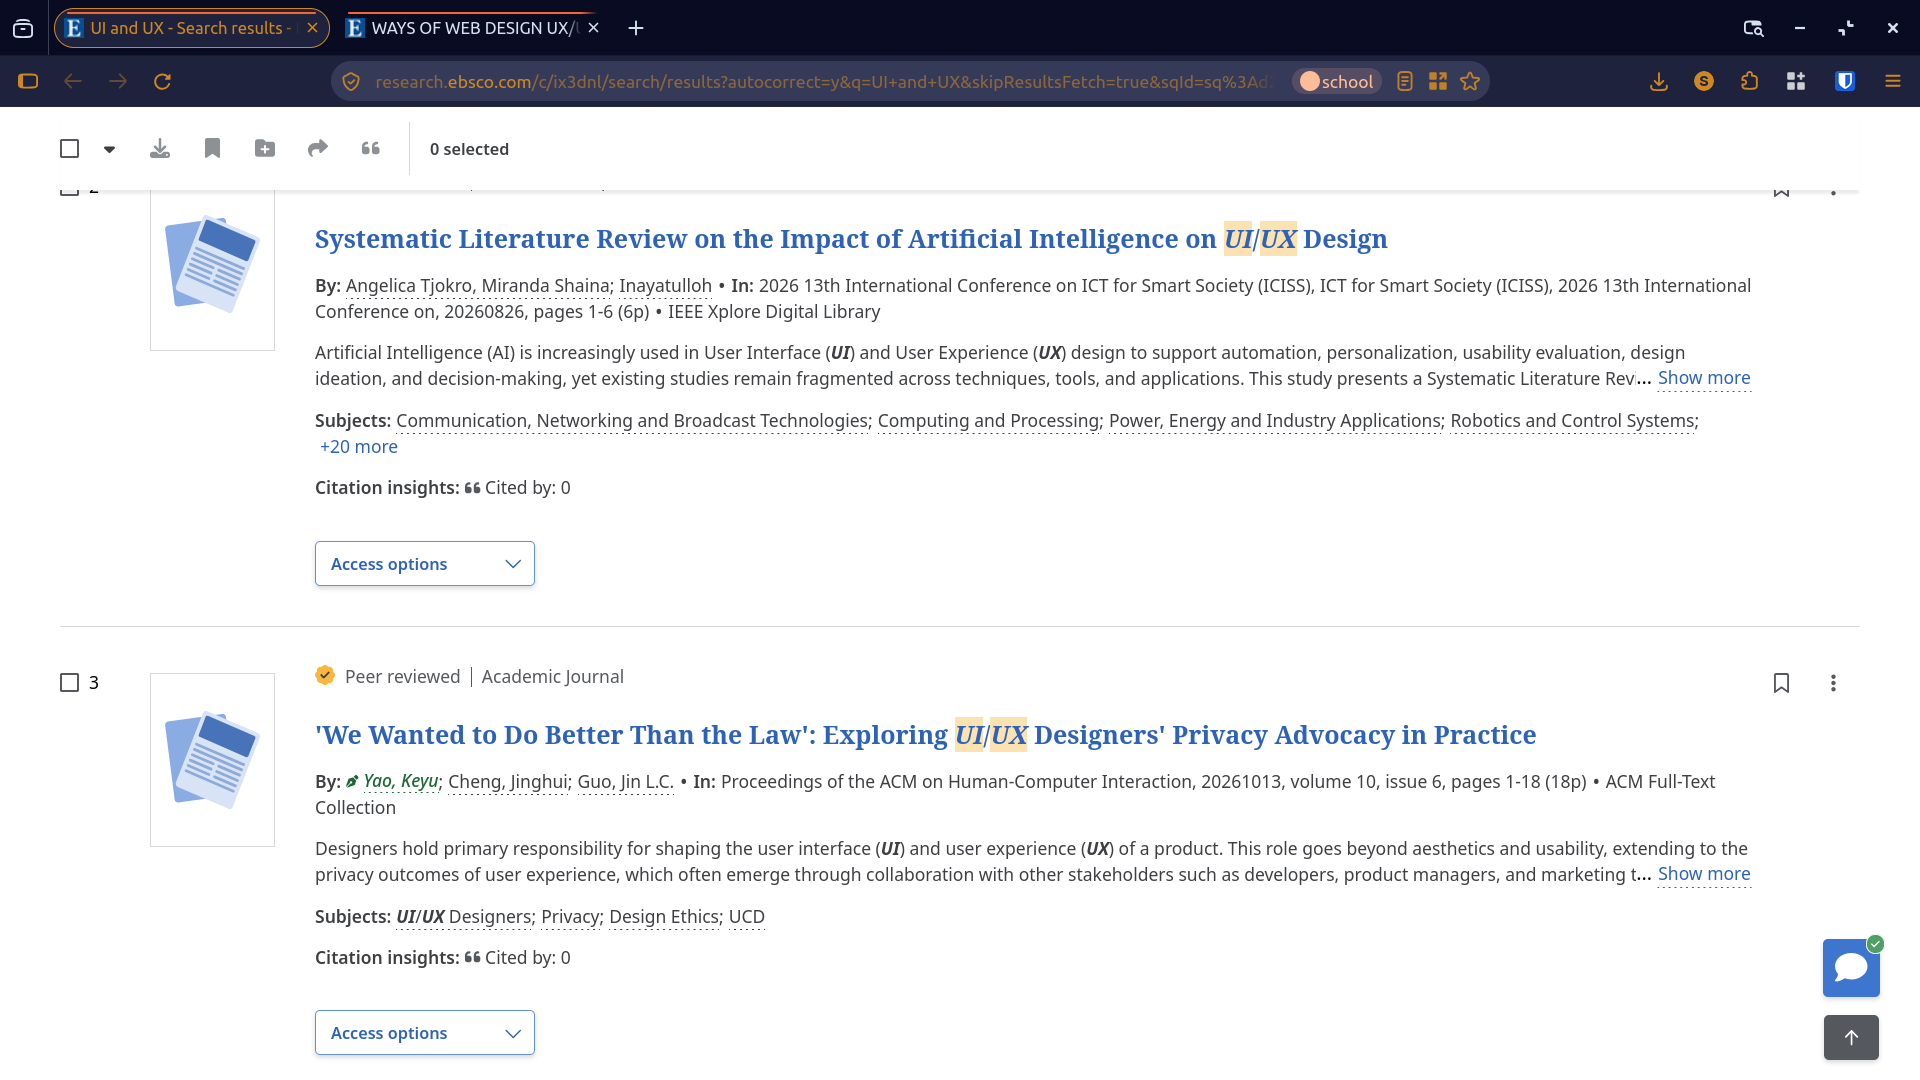 UI and UX - Search results -
WAYS OF WEB DESIGN UX/
research.ebsco.com/c/ix3dnl/search/results?autocorrect=y&q=UI+and+UX&skipResultsFetch=true&sqId=sq%3Ad
school
S
0 selected
Systematic Literature Review on the Impact of Artificial Intelligence on UI/UX Design
By: Angelica Tjokro, Miranda Shaina; Inayatulloh • In: 2026 13th International Conference on ICT for Smart Society (ICISS), ICT for Smart Society (ICISS), 2026 13th International
Conference on, 20260826, pages 1-6 (6p) • IEEE Xplore Digital Library
Artificial Intelligence (AI) is increasingly used in User Interface (UI) and User Experience (UX) design to support automation, personalization, usability evaluation, design
ideation, and decision-making, yet existing studies remain fragmented across techniques, tools, and applications. This study presents a Systematic Literature Rev... Show more
Subjects: Communication, Networking and Broadcast Technologies; Computing and Processing; Power, Energy and Industry Applications; Robotics and Control Systems;
+20 more
Citation insights: Cited by: 0
Access options
3
Peer reviewed | Academic Journal
'We Wanted to Do Better Than the Law': Exploring UI/UX Designers' Privacy Advocacy in Practice
By: Yao, Keyu; Cheng, Jinghui; Guo, Jin L.C. • In: Proceedings of the ACM on Human-Computer Interaction, 20261013, volume 10, issue 6, pages 1-18 (18p) • ACM Full-Text
Collection
Designers hold primary responsibility for shaping the user interface (UI) and user experience (UX) of a product. This role goes beyond aesthetics and usability, extending to the
privacy outcomes of user experience, which often emerge through collaboration with other stakeholders such as developers, product managers, and marketing t... Show more
Subjects: UI/UX Designers; Privacy; Design Ethics; UCD
Citation insights: Cited by: 0
Access options